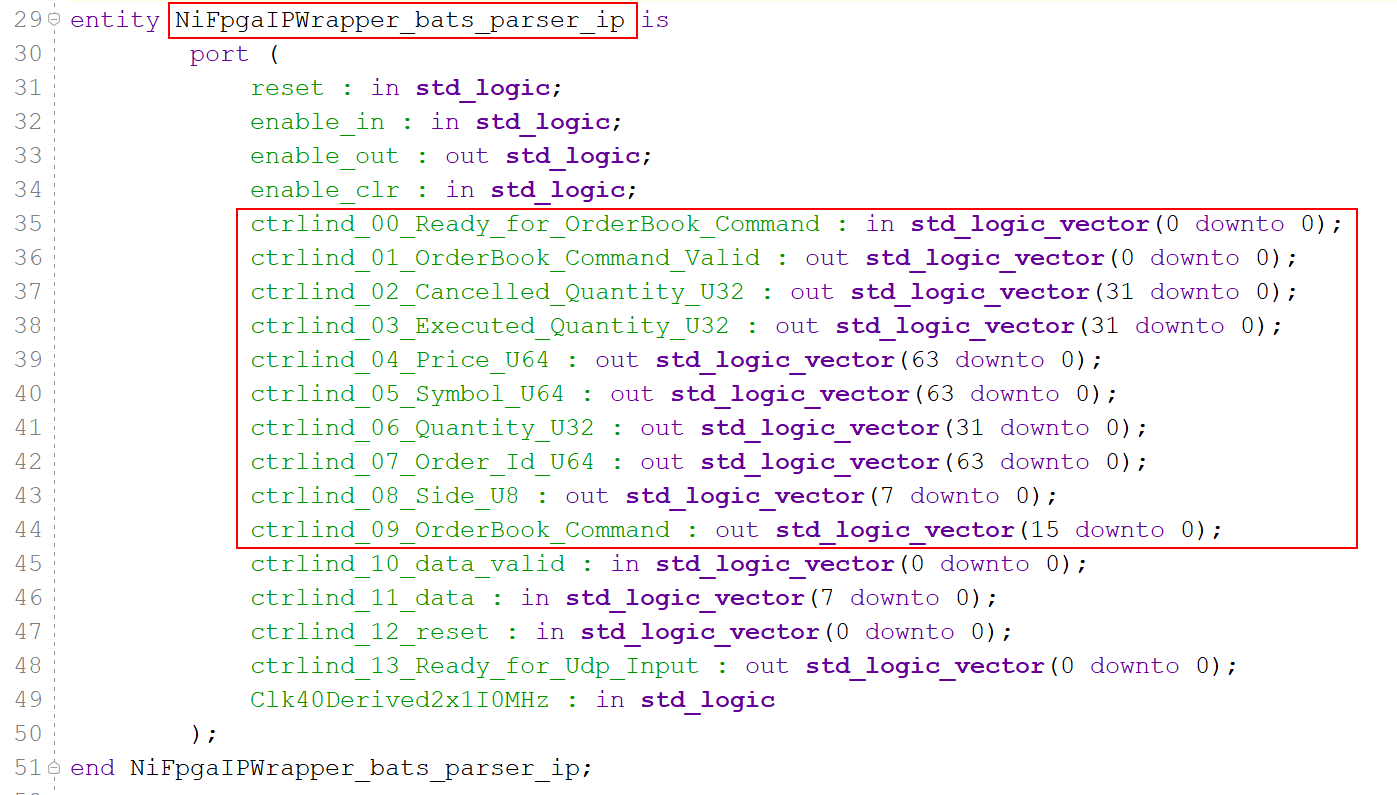 29 entity NiFpgaIPWrapper_bats_parser_ip is
30 port (
31 reset : in std_logic;
32 enable_in : in std_logic;
33 enable_out : out std_logic;
34 enable_clr : in std_logic;
35 ctrlind_00_Ready_for_OrderBook_Command : in std_logic_vector(0 downto 0);
36 ctrlind_01_OrderBook_Command_Valid : out std_logic_vector(0 downto 0);
37 ctrlind_02_Cancelled_Quantity_U32 : out std_logic_vector(31 downto 0);
38 ctrlind_03_Executed_Quantity_U32 : out std_logic_vector(31 downto 0);
39 ctrlind_04_Price_U64 : out std_logic_vector(63 downto 0);
40 ctrlind_05_Symbol_U64 : out std_logic_vector(63 downto 0);
41 ctrlind_06_Quantity_U32 : out std_logic_vector(31 downto 0);
42 ctrlind_07_Order_Id_U64 : out std_logic_vector(63 downto 0);
43 ctrlind_08_Side_U8 : out std_logic_vector(7 downto 0);
44 ctrlind_09_OrderBook_Command : out std_logic_vector(15 downto 0);
45 ctrlind_10_data_valid : in std_logic_vector(0 downto 0);
46 ctrlind_11_data : in std_logic_vector(7 downto 0);
47 ctrlind_12_reset : in std_logic_vector(0 downto 0);
48 ctrlind_13_Ready_for_Udp_Input : out std_logic_vector(0 downto 0);
49 Clk40Derived2x1I0MHz : in std_logic
50 );
51 end NiFpgaIPWrapper_bats_parser_ip;